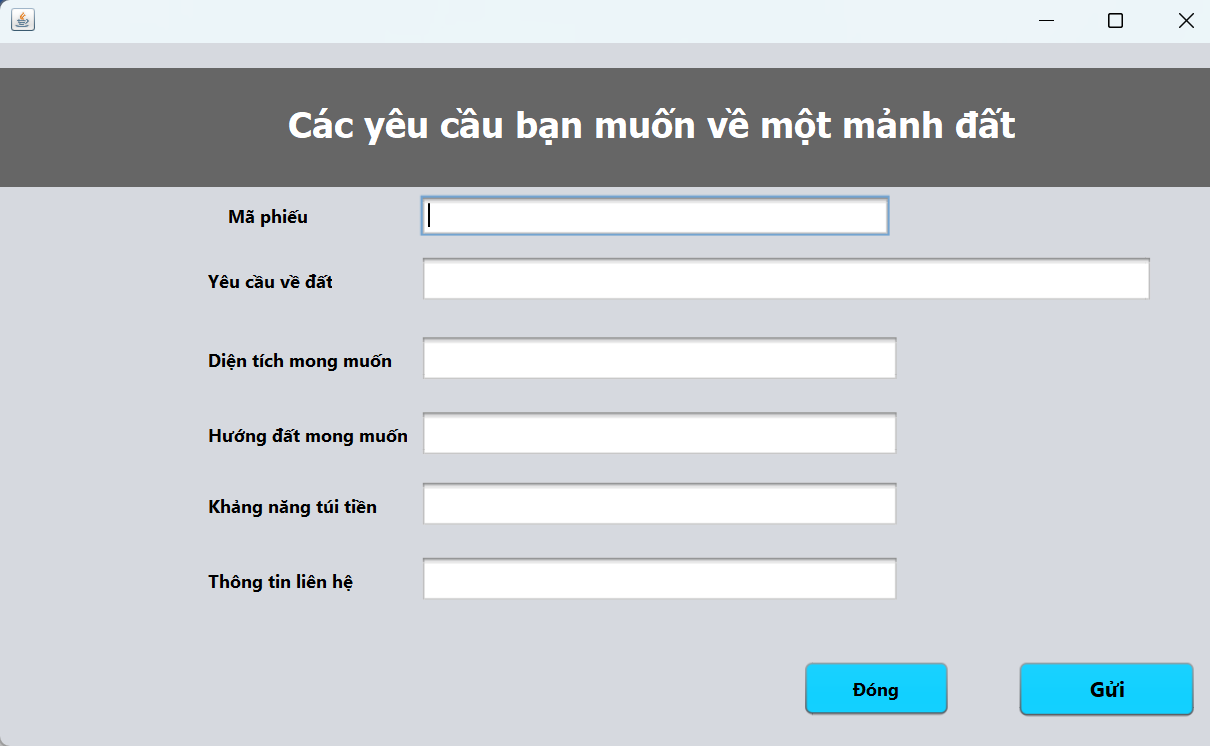 Các yêu cầu bạn muốn về một mảnh đất
Mã phiếu
Yêu cầu về đất
Diện tích mong muốn
Hướng đất mong muốn
Khảng năng túi tiền
Thông tin liên hệ
Đóng
Gửi